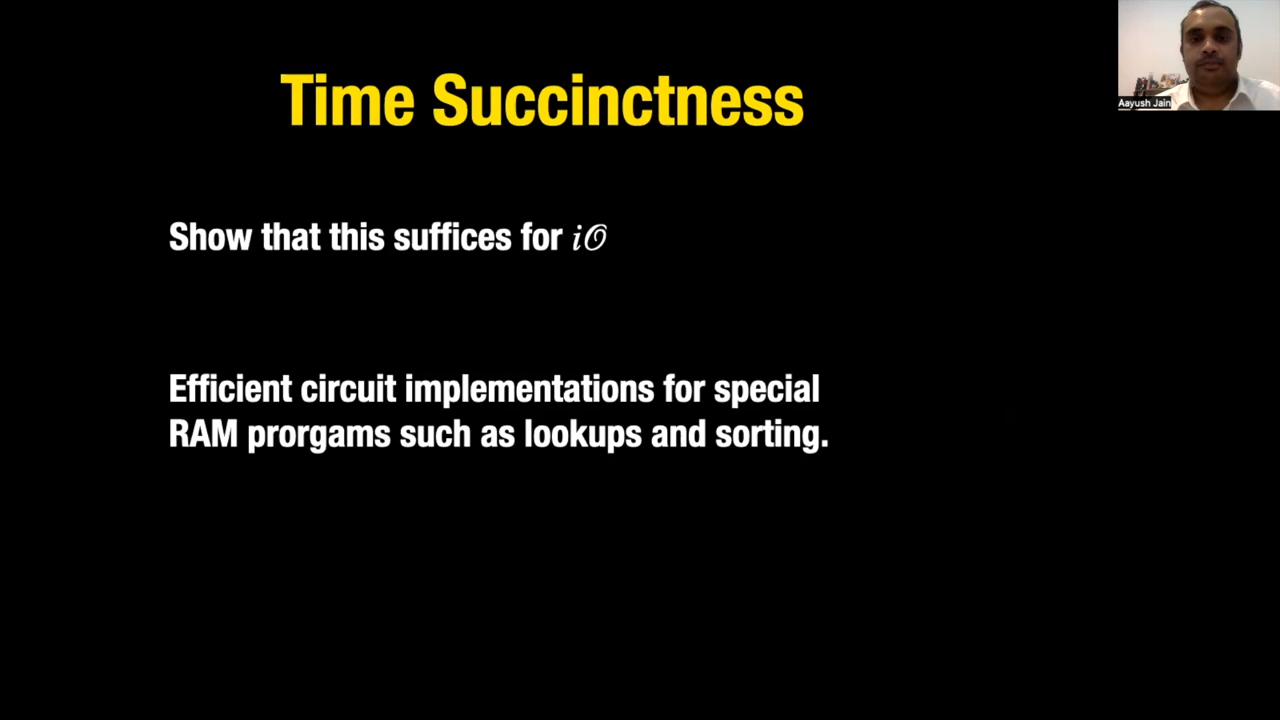 Time Succinctness
Aayush Jain
Show that this suffices for i𝒪
Efficient circuit implementations for special
RAM prorgams such as lookups and sorting.